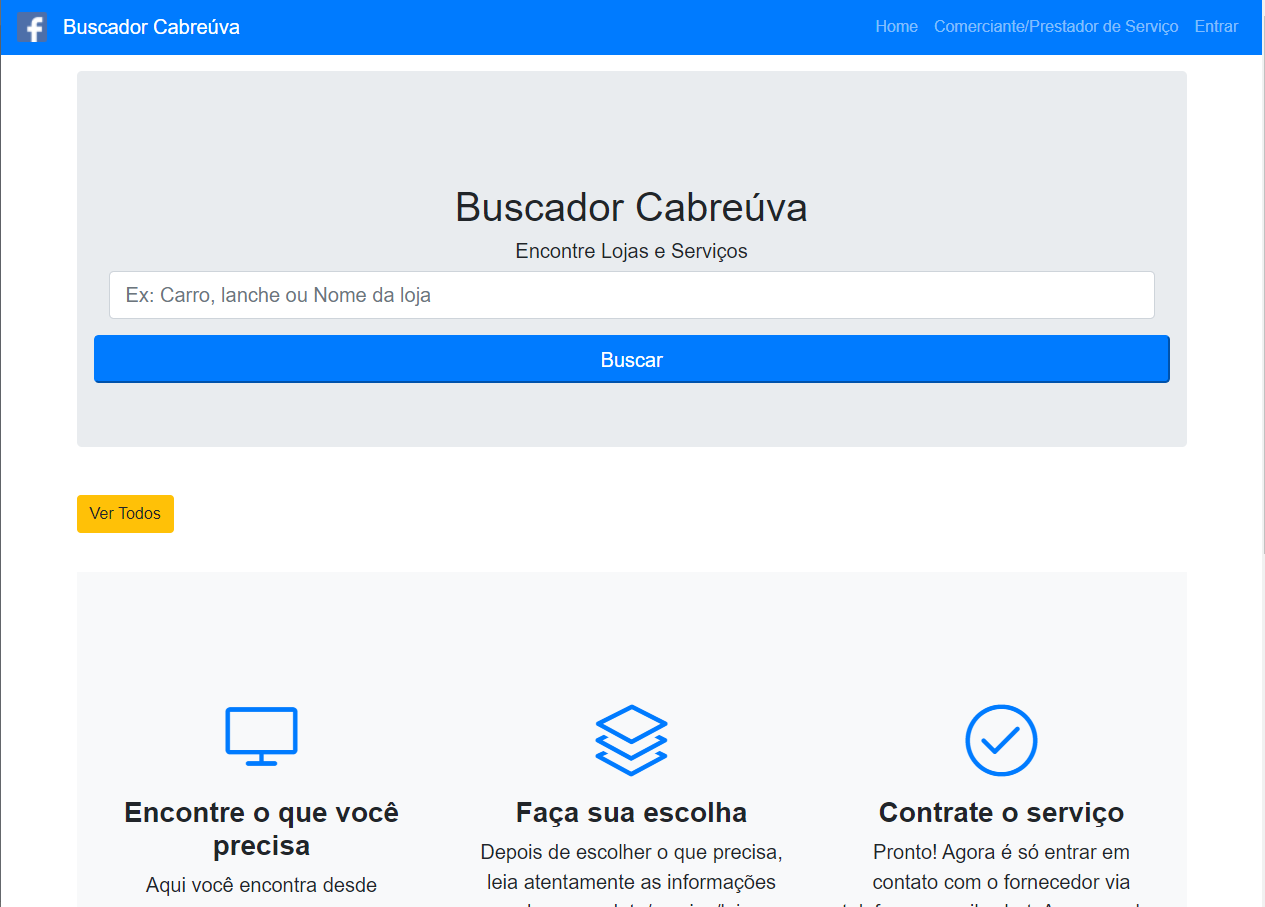 Buscador Cabreúva
Home Comerciante/Prestador de Serviço Entrar
Buscador Cabreúva
Encontre Lojas e Serviços
Ex: Carro, lanche ou Nome da loja
Buscar
Ver Todos
Encontre o que você
precisa
Aqui você encontra desde
Faça sua escolha
Depois de escolher o que precisa,
leia atentamente as informações
Contrate o serviço
Pronto! Agora é só entrar em
contato com o fornecedor via